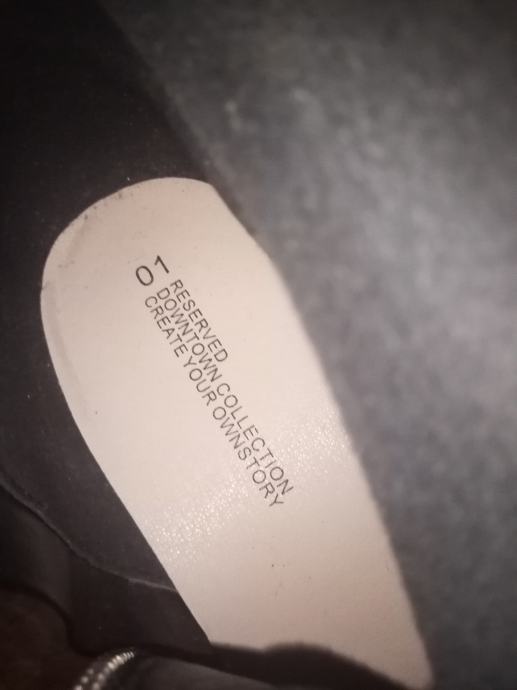 01
RESERVED
DOWNTOWN COLLECTION
CREATE YOUR OWNSTORY